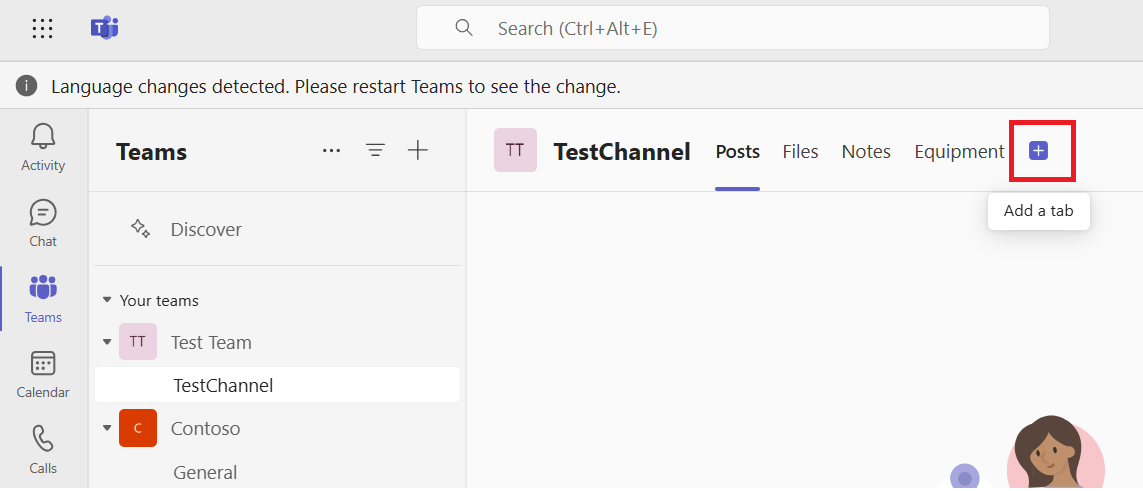 T
Search (Ctrl+Alt+E)
i
Language changes detected. Please restart Teams to see the change.
Activity
Chat
Teams
Calendar
Calls
Teams
Discover
Your teams
TT
Test Team
TestChannel
C
Contoso
General
TT
TestChannel
Posts
Files
Notes
Equipment
Add a tab